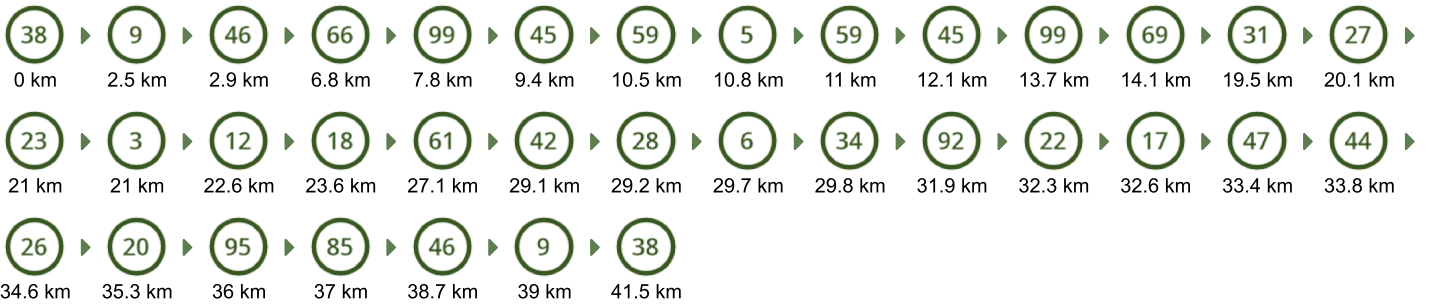 38 9 46 66 99 45 59 5 59 45 99 69 31 27
0 km 2.5 km 2.9 km 6.8 km 7.8 km 9.4 km 10.5 km 10.8 km 11 km 12.1 km 13.7 km 14.1 km 19.5 km 20.1 km
23 3 12 18 61 42 28 6 34 92 22 17 47 44
21 km 21 km 22.6 km 23.6 km 27.1 km 29.1 km 29.2 km 29.7 km 29.8 km 31.9 km 32.3 km 32.6 km 33.4 km 33.8 km
26 20 95 85 46 9 38
34.6 km 35.3 km 36 km 37 km 38.7 km 39 km 41.5 km